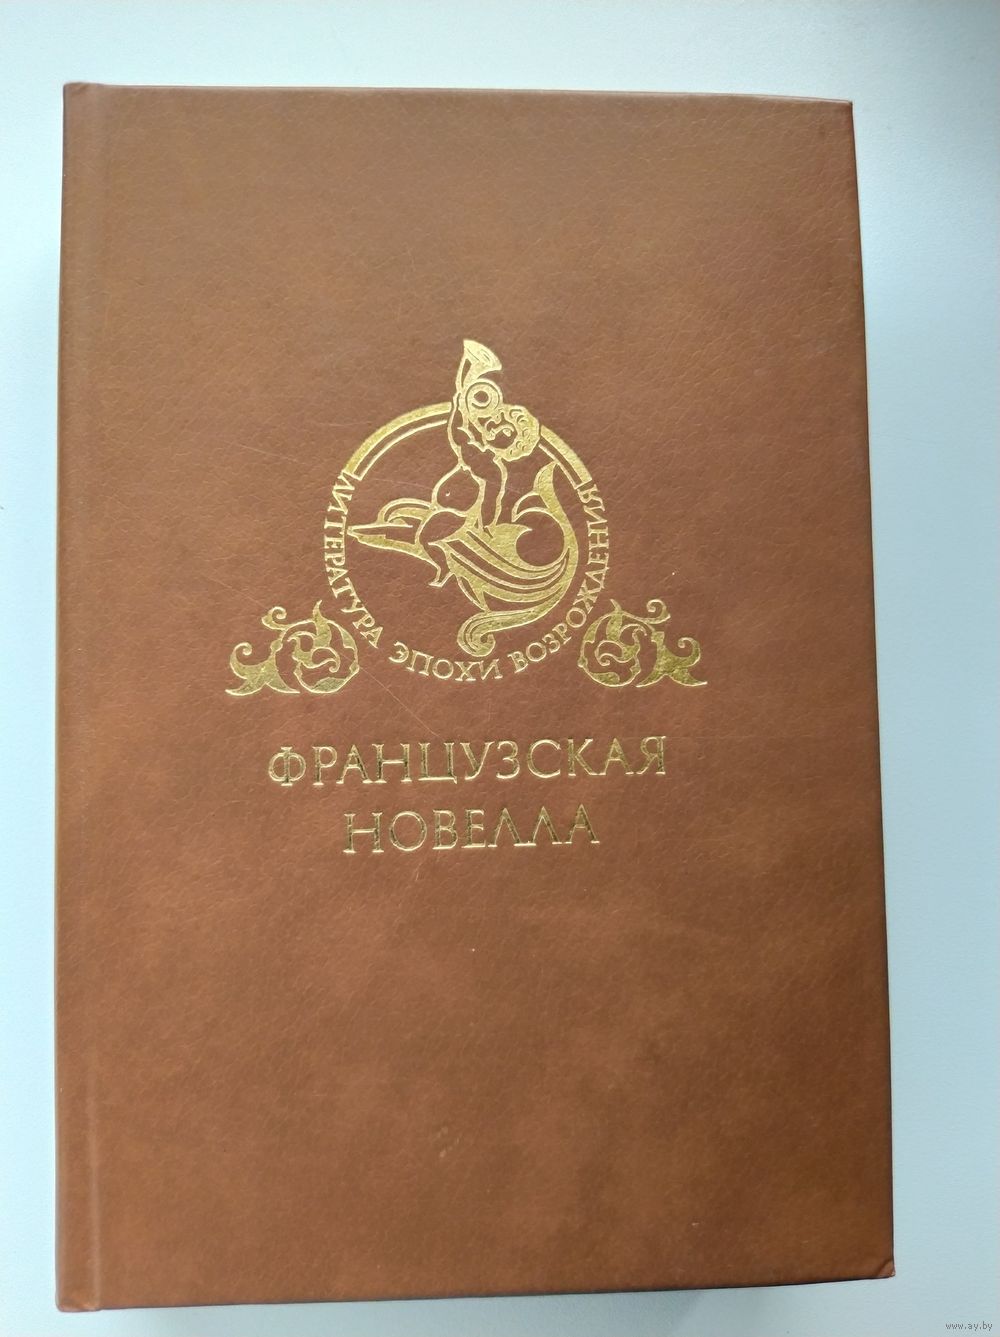 ЛИТЕРАТУРА ЭПОХИ ВОЗРОЖДЕНИЯ
ФРАНЦУЗСКАЯ
НОВЕЛЛА
www.ay.by